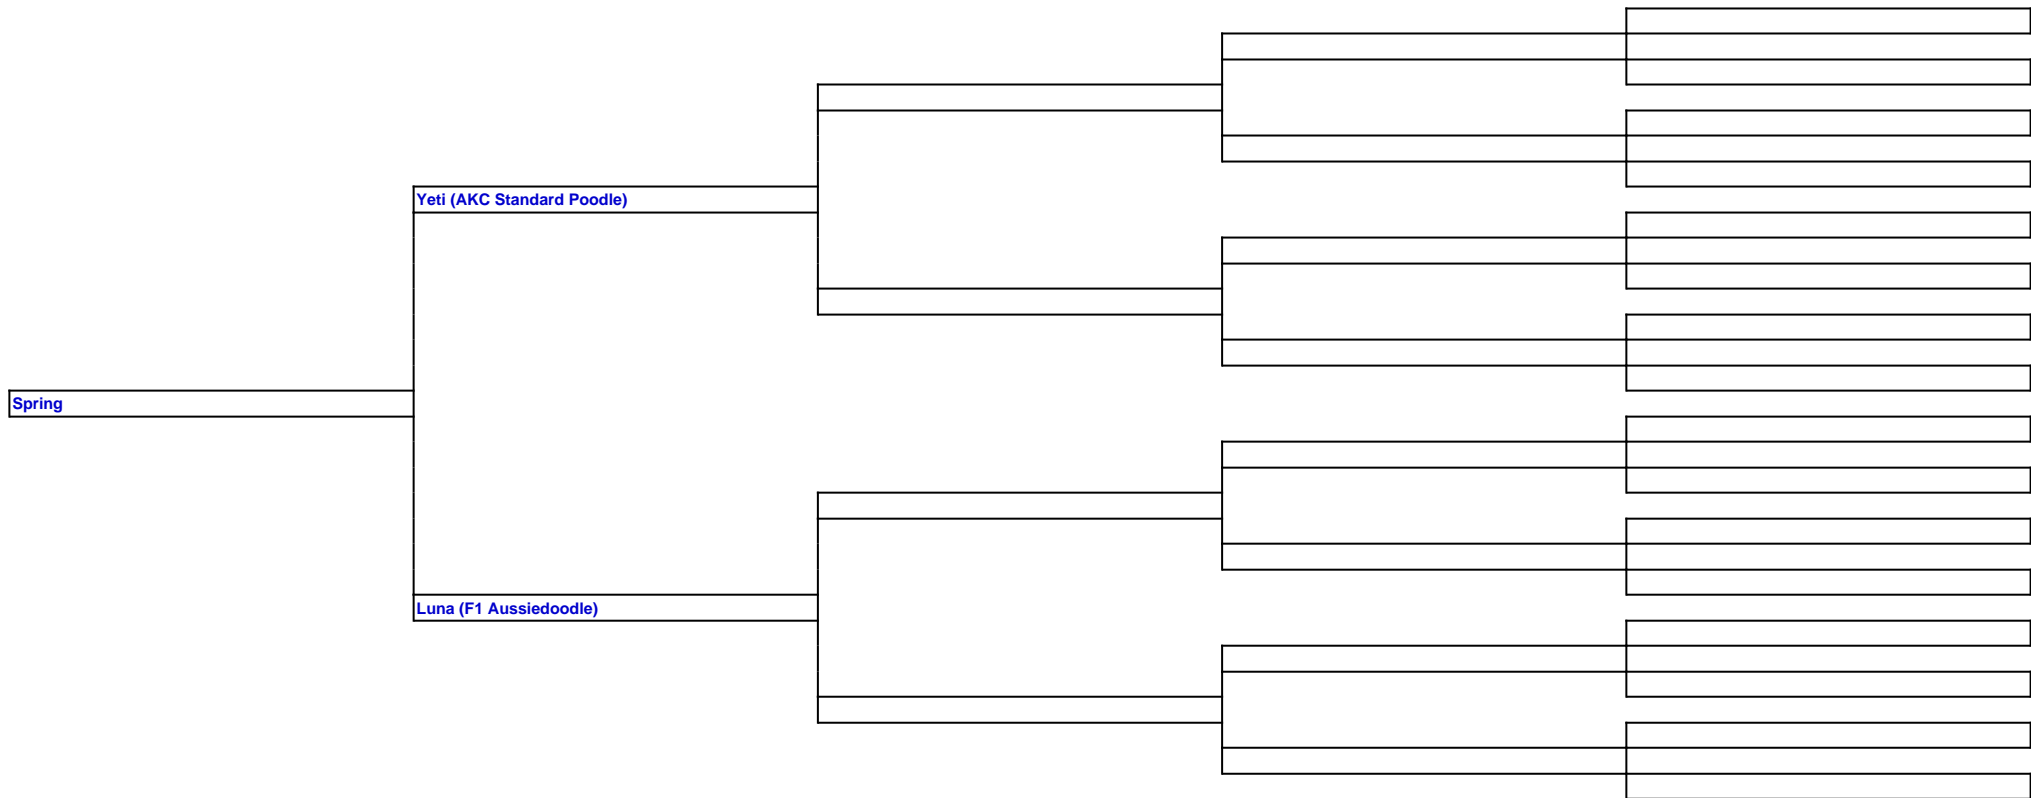 Yeti (AKC Standard Poodle)
Spring
Luna (F1 Aussiedoodle)